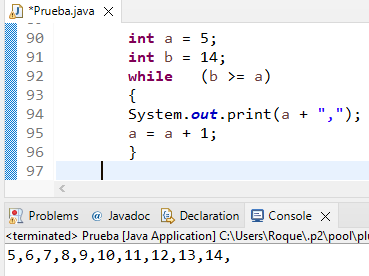 *Prueba.java
90 int a = 5;
91 int b = 14;
92 while (b >= a)
93 {
94 System.out.print(a + ",");
95 a = a + 1;
96 }
97
Problems @ Javadoc Declaration Console
<terminated> Prueba [Java Application] C:\Users\Roque\.p2\pool\plu
5,6,7,8,9,10,11,12,13,14,